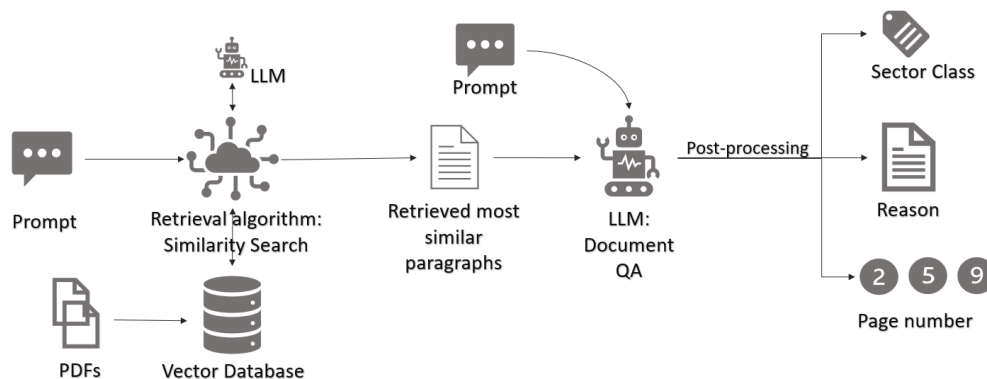 LLM
Prompt
Sector Class
Prompt
Retrieval algorithm:
Similarity Search
Retrieved most
similar
paragraphs
LLM:
Document
QA
Post-processing
Reason
2 5 9
Page number
PDFs
Vector Database